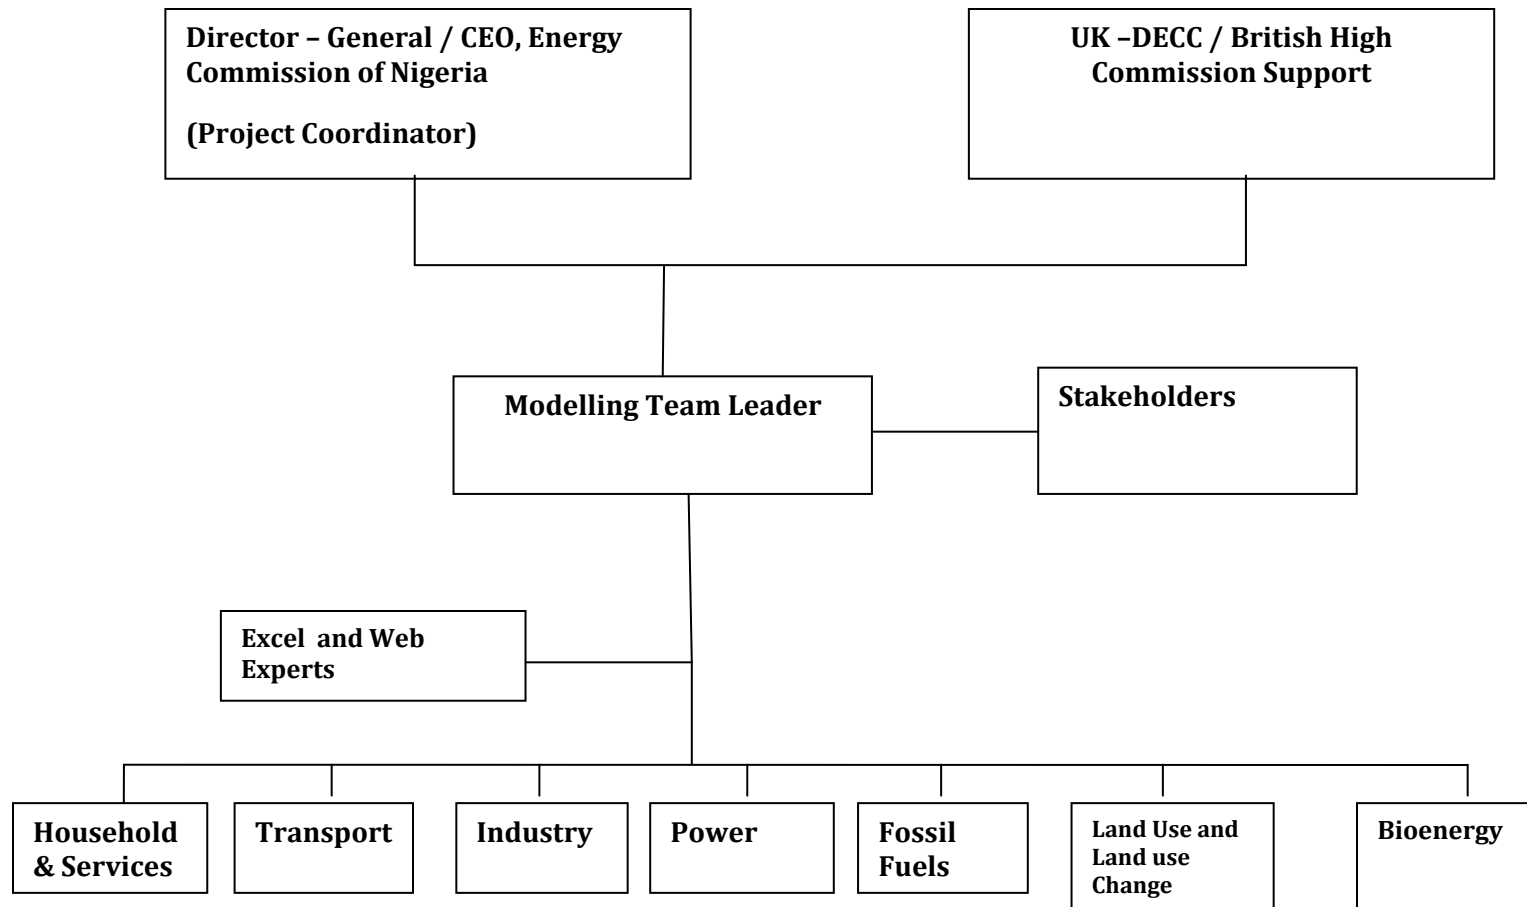 Director – General / CEO, Energy
Commission of Nigeria
(Project Coordinator)
UK –DECC / British High
Commission Support
Modelling Team Leader
Stakeholders
Excel  and Web
Experts
Household
& Services
Transport
Industry
Power
Fossil
Fuels
Land Use and
Land use
Change
Bioenergy